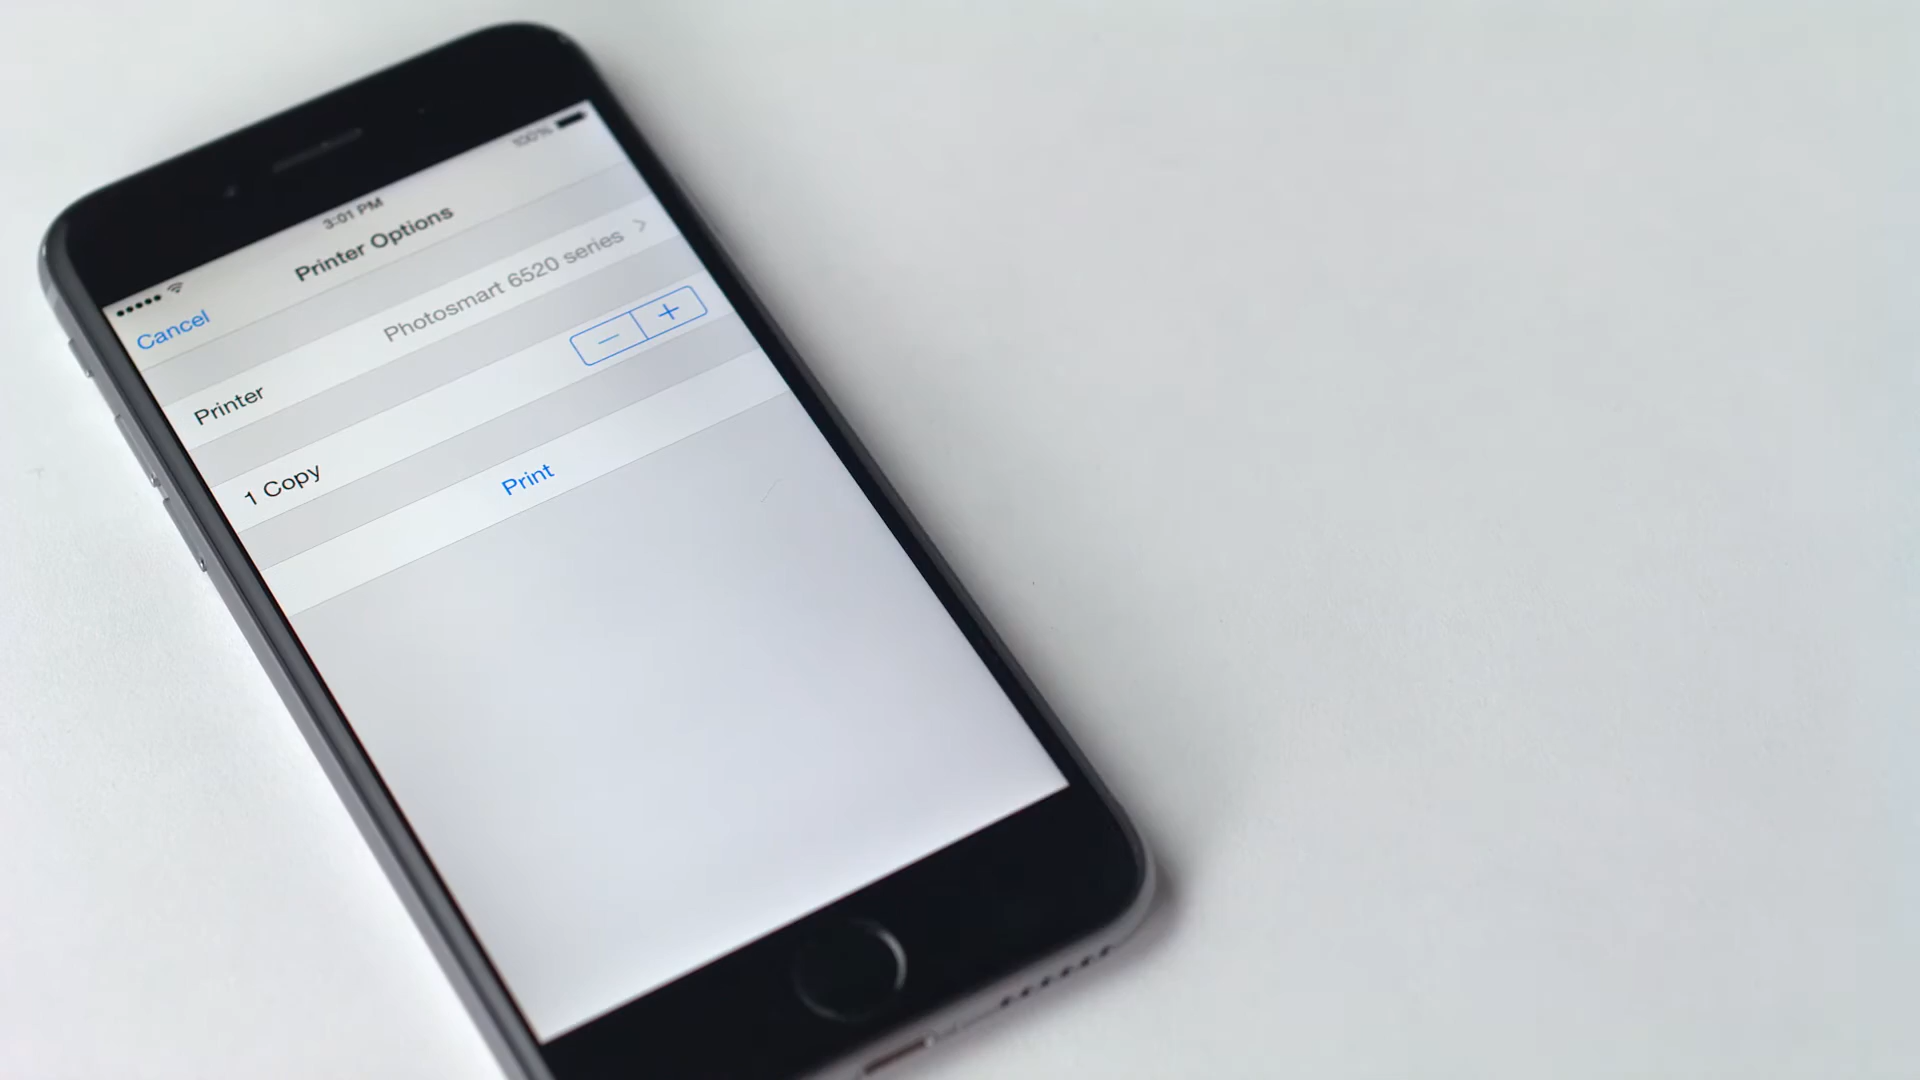 3:01 PM
100%
Cancel
Printer Options
Printer
Photosmart 6520 series
1 Copy
Print